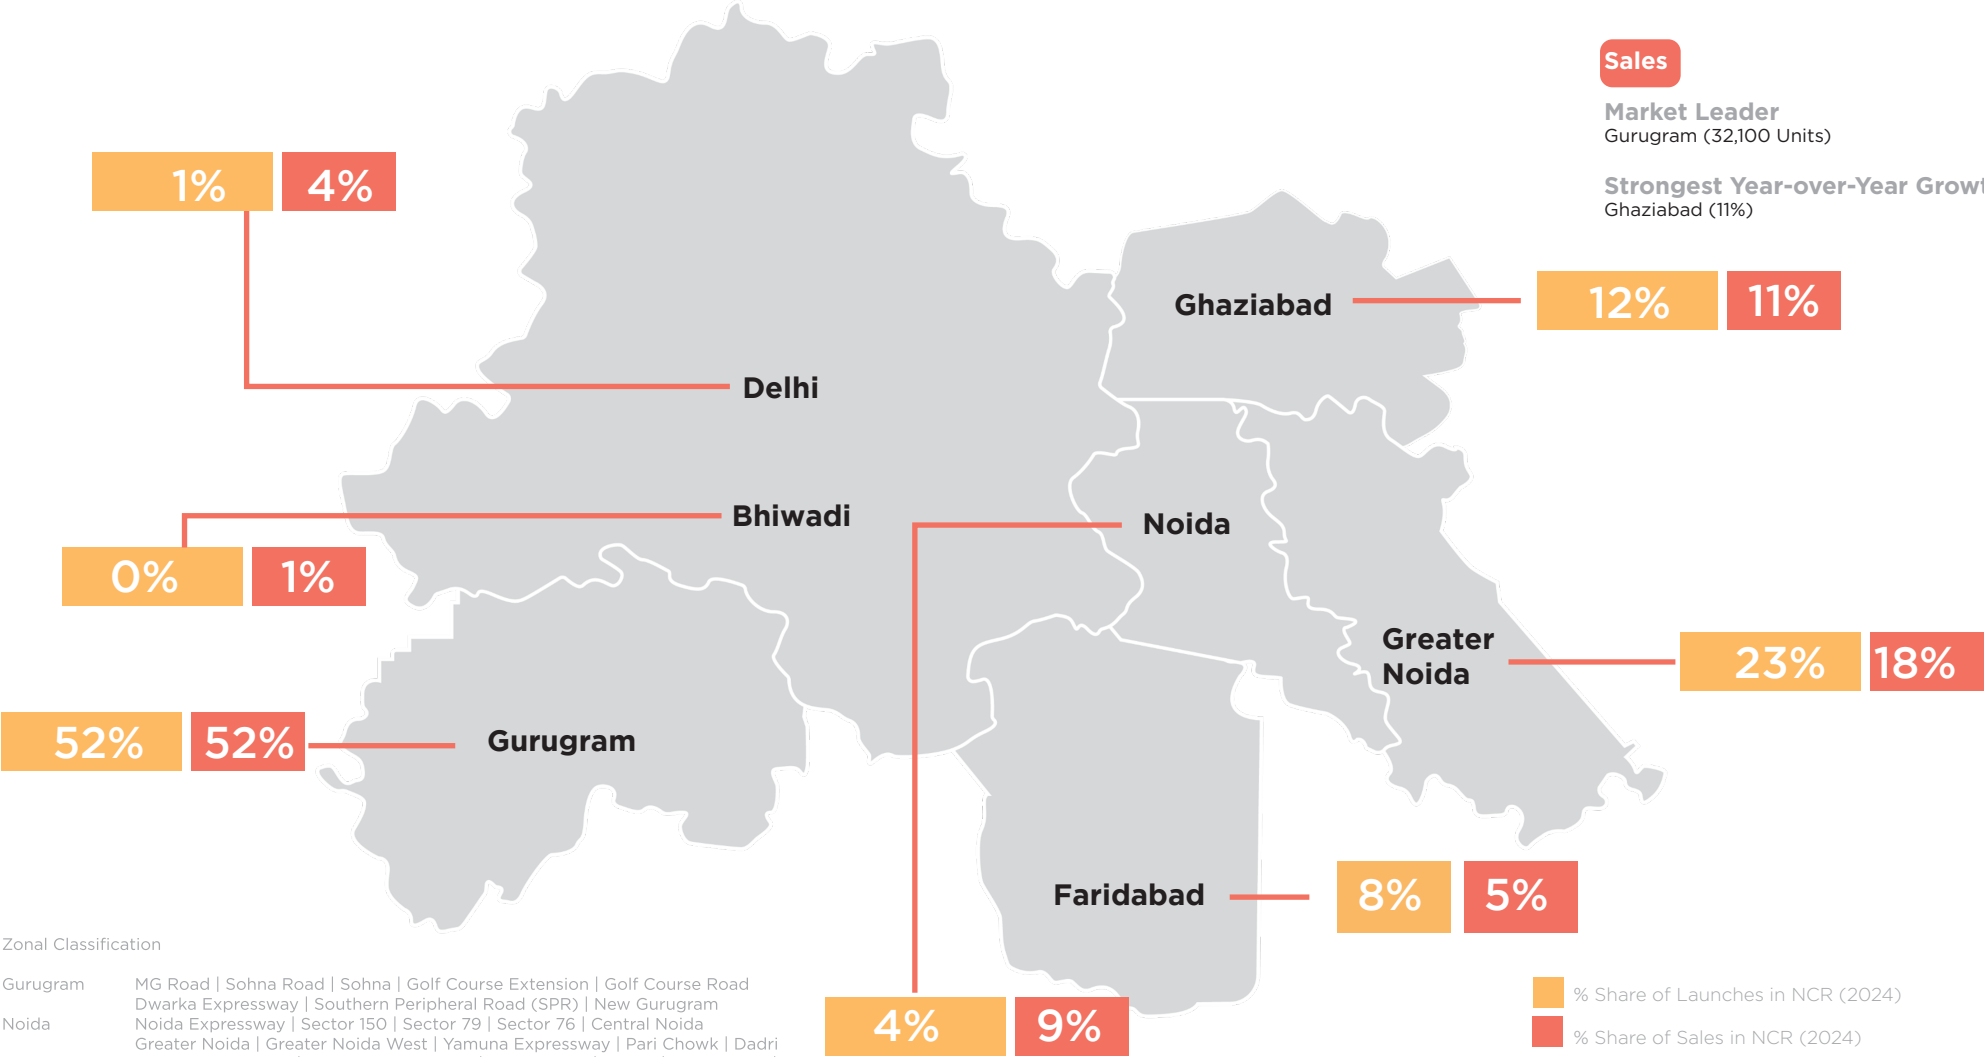 Sales
Market Leader
Gurugram (32,100 Units)
Strongest Year-over-Year Growt
Ghaziabad (11%)
1% 4%
Ghaziabad
12% 11%
Delhi
Bhiwadi
0% 1%
Noida
Greater
Noida
23% 18%
52% 52%
Gurugram
Faridabad
8% 5%
4% 9%
Zonal Classification
Gurugram MG Road | Sohna Road | Sohna | Golf Course Extension | Golf Course Road
Dwarka Expressway | Southern Peripheral Road (SPR) | New Gurugram
Noida Noida Expressway | Sector 150 | Sector 79 | Sector 76 | Central Noida
Greater Noida | Greater Noida West | Yamuna Expressway | Pari Chowk | Dadri
% Share of Launches in NCR (2024)
% Share of Sales in NCR (2024)